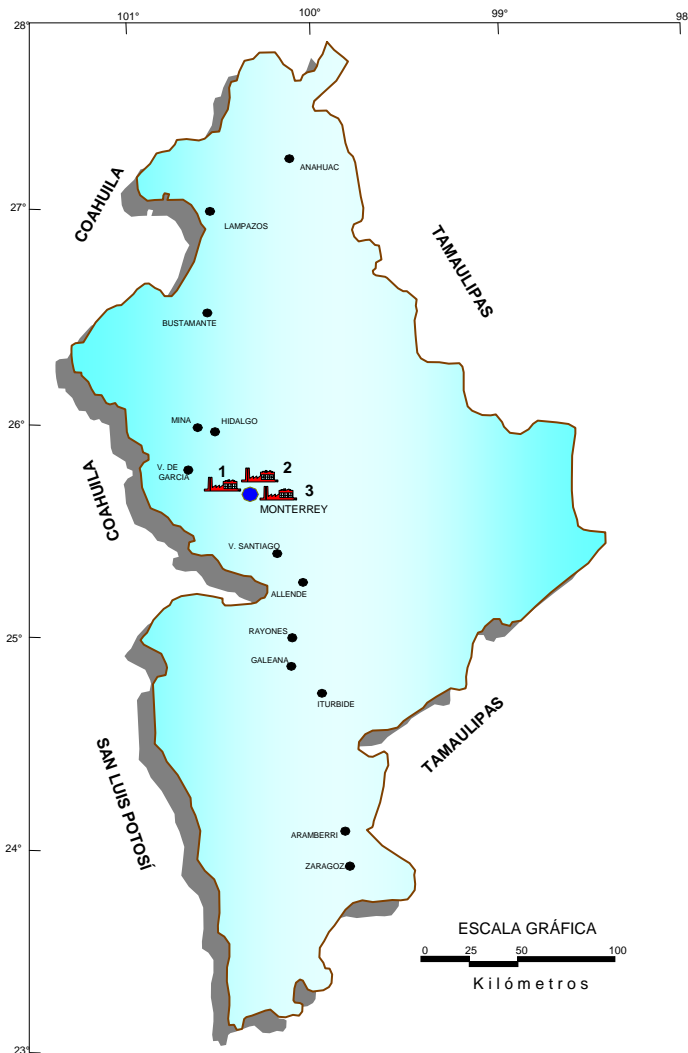 101°
100°
99°
98
28°
ANAHUAC
COAHUILA
27°
LAMPAZOS
TAMAULIPAS
BUSTAMANTE
26°
MINA
HIDALGO
V. DE
GARCIA
1
2
3
MONTERREY
COAHUILA
V. SANTIAGO
ALLENDE
25°
RAYONES
GALEANA
ITURBIDE
TAMAULIPAS
SAN LUIS POTOSÍ
ARAMBERRI
24°
ZARAGOZ
ESCALA GRÁFICA
0 25 50 100
Kilómetros
23°